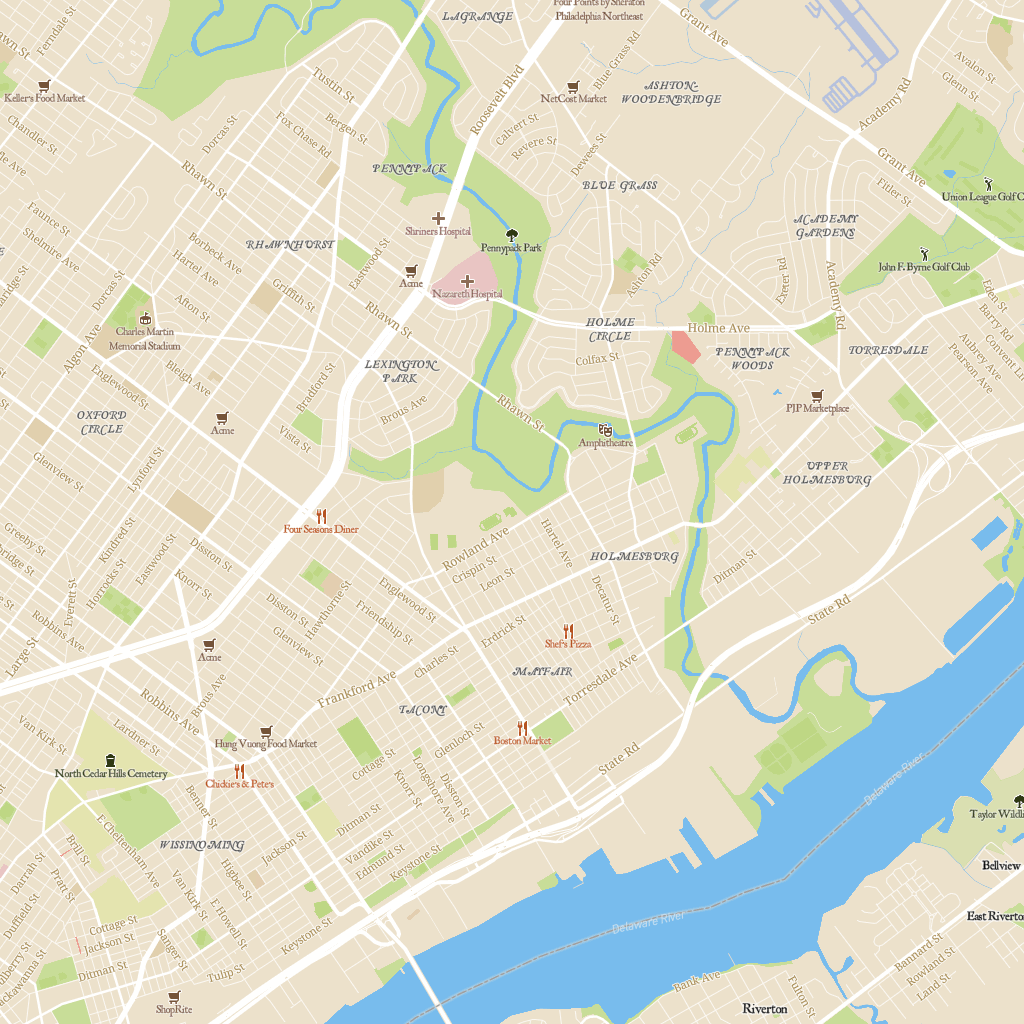 LAGRANGE
Four Points by Sheraton
Philadelphia Northeast
Grant Ave
Ferndale St
Tustin St
Roosevelt Blvd
Blue Grass Rd
Avalon St
Glenn St
Keller's Food Market
NetCost Market
ASHTON-
WOODENBRIDGE
Academy Rd
Chandler St
Dorcas St
Fox Chase Rd
Bergen St
Calvert St
Revere St
Dewees St
Rhawn St
PENNYPACK
BLUE GRASS
Grant Ave
Fitler St
Union League Golf C
Faunce St
Shelmire Ave
Shriners Hospital
Pennypack Park
ACADEMY
GARDENS
Borbeck Ave
RHAWNHURST
Hartel Ave
Eastwood St
John F. Byrne Golf Club
Dorcas St
Griffith St
Acme
Nazareth Hospital
Ashton Rd
Exeter Rd
Academy Rd
Eden St
Afton St
Rhawn St
Charles Martin
Memorial Stadium
HOLME
CIRCLE
Holme Ave
Barry Rd
Convent L
Aubrey Ave
Pearson Ave
Algon Ave
Bleigh Ave
LEXINGTON
PARK
Colfax St
PENNYPACK
WOODS
TORRESDALE
Englewood St
Bradford St
OXFORD
CIRCLE
Acme
Brous Ave
Rhawn St
PJP Marketplace
Vista St
Amphitheatre
Glenview St
Lynford St
UPPER
HOLMESBURG
Four Seasons Diner
Greeby St
Kindred St
Disston St
Rowland Ave
Hartel Ave
HOLMESBURG
Eastwood St
Horrocks St
Everett St
Knorr St
Crispin St
Leon St
Ditman St
Decatur St
Robbins Ave
Disston St
Hawthorne St
Englewood St
Friendship St
State Rd
Large St
Glenview St
Acme
Erdrick St
Shef's Pizza
Charles St
MAYFAIR
Frankford Ave
Torresdale Ave
Robbins Ave
Brous Ave
TACONY
Van Kirk St
Lardner St
Hung Vuong Food Market
Glenloch St
Boston Market
North Cedar Hills Cemetery
Chickie's & Pete's
Cottage St
State Rd
Delaware River
Longshore Ave
Knorr St
Disston St
Benner St
Taylor Wildli
E Cheltenham Ave
Ditman St
WISSINOMING
Jackson St
Vandike St
Edmund St
Keystone St
Brill St
Darrah St
Pratt St
Higbee St
Bellview
Van Kirk St
E Howell St
Duffield St
Cottage St
Jackson St
Sanger St
Keystone St
Delaware River
East Riverto
Ditman St
Tulip St
Bannard St
Rowland St
Land St
Bank Ave
Fulton St
ShopRite
Riverton